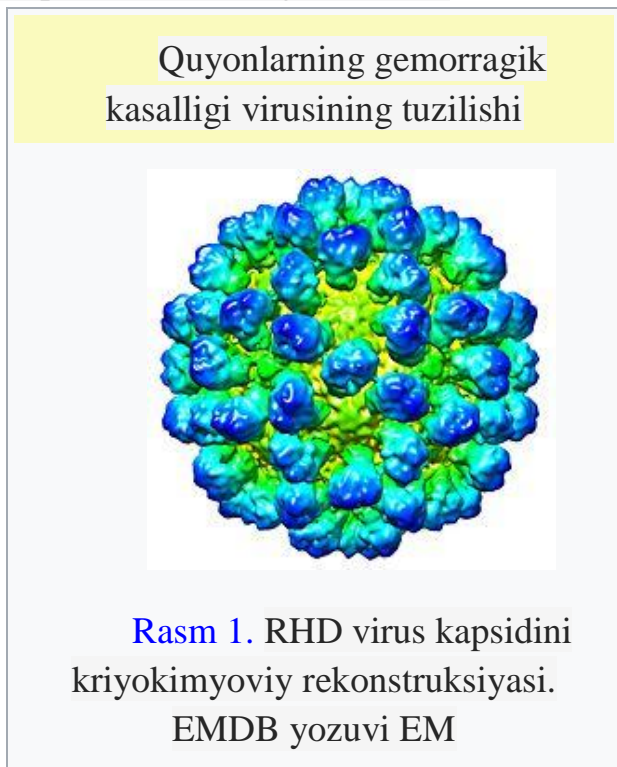 Quyonlarning gemorragik
kasalligi virusining tuzilishi
Rasm 1. RHD virus kapsidini
kriyokimyoviy rekonstruksiyasi.
EMDB yozuvi EM